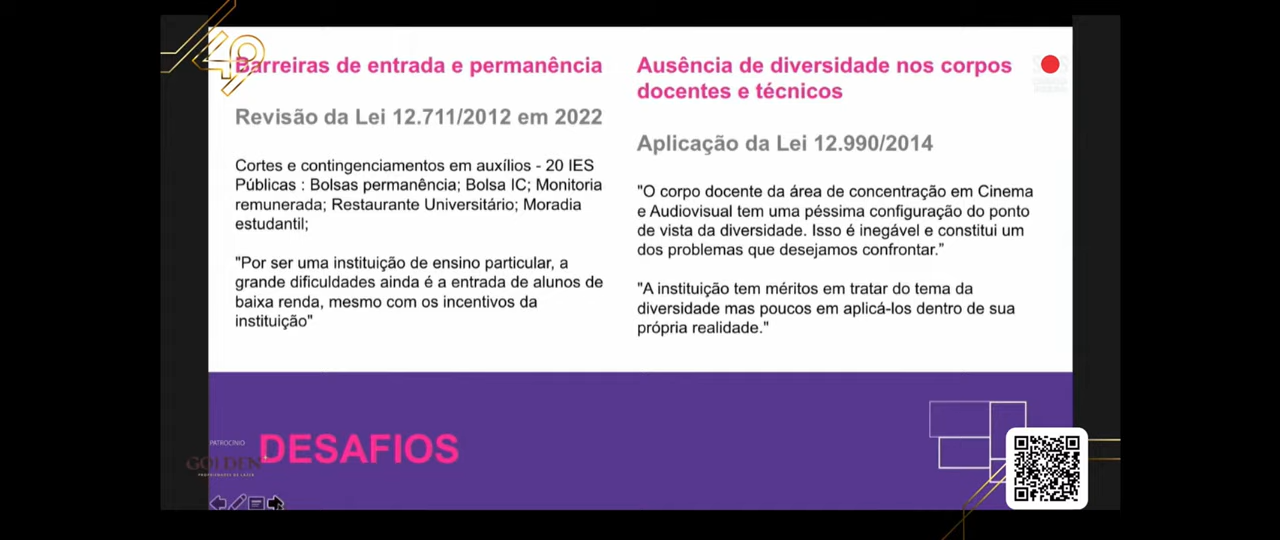 49
Barreiras de entrada e permanência
Revisão da Lei 12.711/2012 em 2022
Cortes e contingenciamentos em auxílios - 20 IES
Públicas : Bolsas permanência; Bolsa IC; Monitoria
remunerada; Restaurante Universitário; Moradia
estudantil;
"Por ser uma instituição de ensino particular, a
grande dificuldades ainda é a entrada de alunos de
baixa renda, mesmo com os incentivos da
instituição"
Ausência de diversidade nos corpos
docentes e técnicos
Aplicação da Lei 12.990/2014
"O corpo docente da área de concentração em Cinema
e Audiovisual tem uma péssima configuração do ponto
de vista da diversidade. Isso é inegável e constitui um
dos problemas que desejamos confrontar.”
"A instituição tem méritos em tratar do tema da
diversidade mas poucos em aplicá-los dentro de sua
própria realidade."
DESAFIOS
PATROCÍNIO
GOLDEN